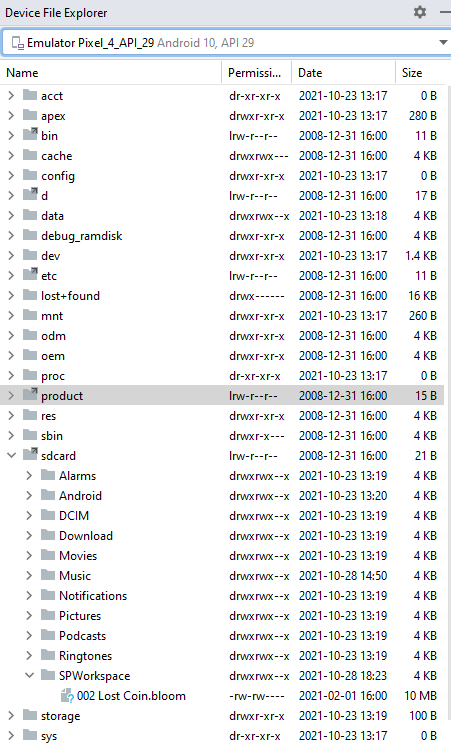 Device File Explorer
Emulator Pixel_4_API_29 Android 10, API 29
Name Permissi... Date Size
acct dr-xr-xr-x 2021-10-23 13:17 0 B
apex drwxr-xr-x 2021-10-23 13:17 280 B
bin lrw-r--r-- 2008-12-31 16:00 11 B
cache drwxrwx--- 2008-12-31 16:00 4 KB
config drwxr-xr-x 2021-10-23 13:17 0 B
d lrw-r--r-- 2008-12-31 16:00 17 B
data drwxrwx--x 2021-10-23 13:18 4 KB
debug_ramdisk drwxr-xr-x 2008-12-31 16:00 4 KB
dev drwxr-xr-x 2021-10-23 13:17 1.4 KB
etc lrw-r--r-- 2008-12-31 16:00 11 B
lost+found drwx------ 2008-12-31 16:00 16 KB
mnt drwxr-xr-x 2021-10-23 13:17 260 B
odm drwxr-xr-x 2008-12-31 16:00 4 KB
oem drwxr-xr-x 2008-12-31 16:00 4 KB
proc dr-xr-xr-x 2021-10-23 13:17 0 B
product lrw-r--r-- 2008-12-31 16:00 15 B
res drwxr-xr-x 2008-12-31 16:00 4 KB
sbin drwxr-x--- 2008-12-31 16:00 4 KB
sdcard lrw-r--r-- 2008-12-31 16:00 21 B
Alarms drwxrwx--x 2021-10-23 13:19 4 KB
Android drwxrwx--x 2021-10-23 13:20 4 KB
DCIM drwxrwx--x 2021-10-23 13:19 4 KB
Download drwxrwx--x 2021-10-23 13:19 4 KB
Movies drwxrwx--x 2021-10-23 13:19 4 KB
Music drwxrwx--x 2021-10-28 14:50 4 KB
Notifications drwxrwx--x 2021-10-23 13:19 4 KB
Pictures drwxrwx--x 2021-10-23 13:19 4 KB
Podcasts drwxrwx--x 2021-10-23 13:19 4 KB
Ringtones drwxrwx--x 2021-10-23 13:19 4 KB
SPWorkspace drwxrwx--x 2021-10-28 18:23 4 KB
002 Lost Coin.bloom -rw-rw---- 2021-02-01 16:00 10 MB
storage drwxr-xr-x 2021-10-23 13:19 100 B
sys dr-xr-xr-x 2021-10-23 13:17 0 B